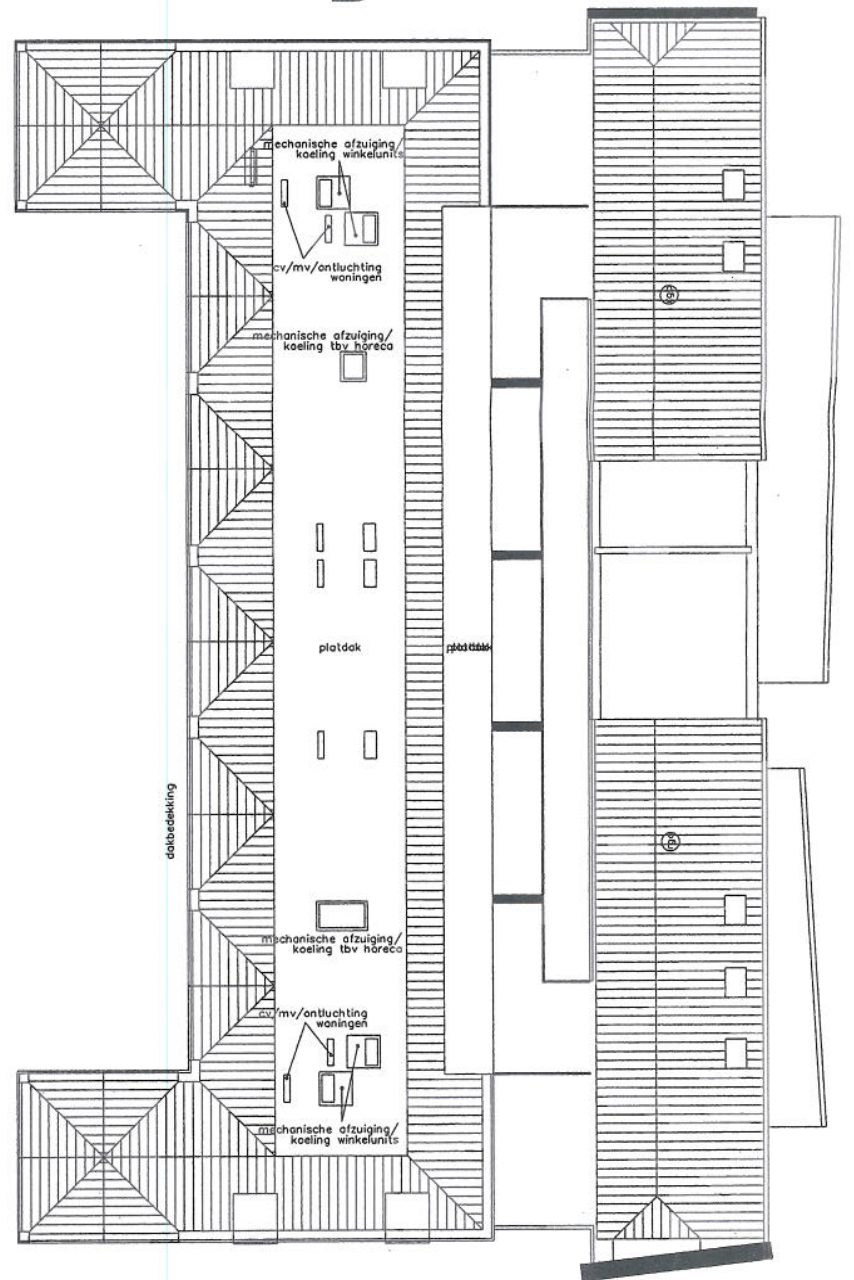 mechanische afzuiging/
koeling winkelunits
cv/mv/ontluchting
woningen
mechanische afzuiging/
koeling tbv horeca
platdak
dakbedekking
mechanische afzuiging/
koeling tbv horeca
cv/mv/ontluchting
woningen
mechanische afzuiging/
koeling winkelunits